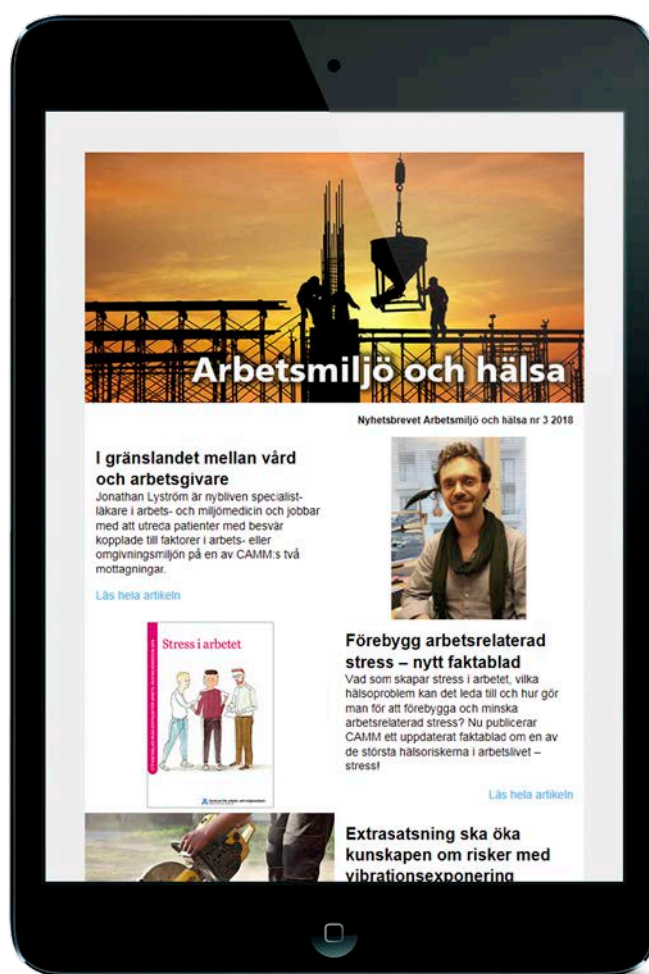 Arbetsmiljö och hälsa
Nyhetsbrevet Arbetsmiljö och hälsa nr 3 2018
I gränslandet mellan vård
och arbetsgivare
Jonathan Lyström är nybliven specialist-
läkare i arbets- och miljömedicin och jobbar
med att utreda patienter med besvär
kopplade till faktorer i arbets- eller
omgivningsmiljön på en av CAMM:s två
mottagningar.
Läs hela artikeln
Stress i arbetet
Förebygg arbetsrelaterad
stress – nytt faktablad
Vad som skapar stress i arbetet, vilka
hälsoproblem kan det leda till och hur gör
man för att förebygga och minska
arbetsrelaterad stress? Nu publicerar
CAMM ett uppdaterat faktablad om en av
de största hälsoriskerna i arbetslivet –
stress!
Läs hela artikeln
Extrasatsning ska öka
kunskapen om risker med
vibrationsexponering